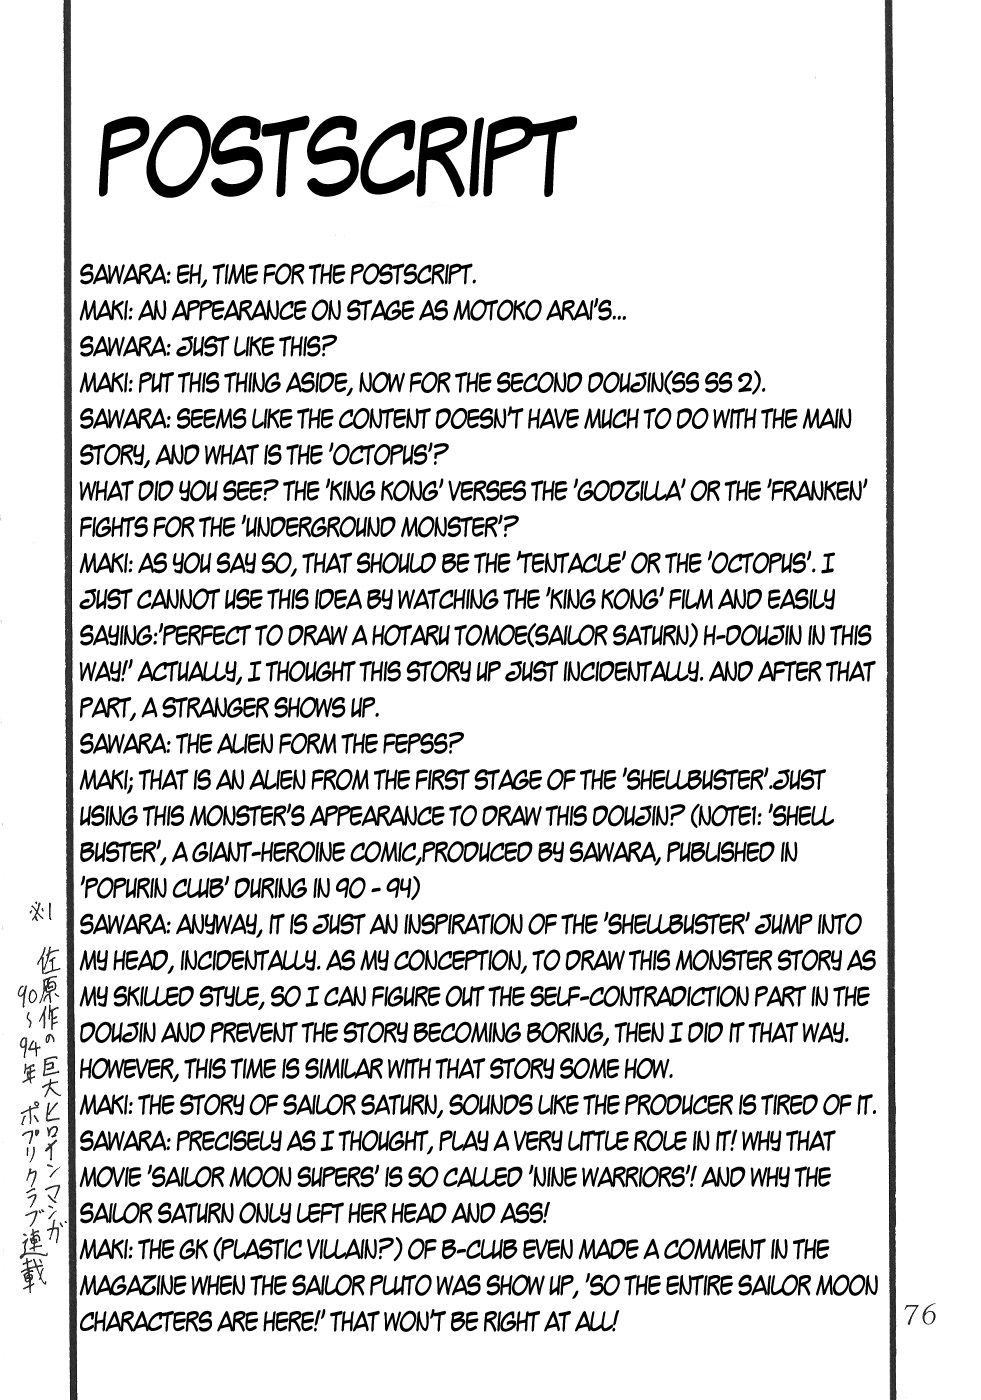 POSTSCRIPT
SAWARA: EH, TIME FOR THE POSTSCRIPT.
MAKI: AN APPEARANCE ON STAGE AS MOTOKO ARAI'S...
SAWARA: JUST LIKE THIS?
MAKI: PUT THIS THING ASIDE, NOW FOR THE SECOND DOUJIN(SS SS 2).
SAWARA: SEEMS LIKE THE CONTENT DOESN'T HAVE MUCH TO DO WITH THE MAIN
STORY, AND WHAT IS THE 'OCTOPUS'?
WHAT DID YOU SEE? THE 'KING KONG' VERSES THE 'GODZILLA' OR THE 'FRANKEN'
FIGHTS FOR THE 'UNDERGROUND MONSTER'?
MAKI: AS YOU SAY SO, THAT SHOULD BE THE 'TENTACLE' OR THE 'OCTOPUS'. I
JUST CANNOT USE THIS IDEA BY WATCHING THE 'KING KONG' FILM AND EASILY
SAYING:'PERFECT TO DRAW A HOTARU TOMOE(SAILOR SATURN) H-DOUJIN IN THIS
WAY!' ACTUALLY, I THOUGHT THIS STORY UP JUST INCIDENTALLY. AND AFTER THAT
PART, A STRANGER SHOWS UP.
SAWARA: THE ALIEN FORM THE FEPSS?
MAKI; THAT IS AN ALIEN FROM THE FIRST STAGE OF THE 'SHELLBUSTER'.JUST
USING THIS MONSTER'S APPEARANCE TO DRAW THIS DOUJIN? (NOTE1: 'SHELL
BUSTER', A GIANT-HEROINE COMIC,PRODUCED BY SAWARA, PUBLISHED IN
'POPURIN CLUB' DURING IN 90 - 94)
SAWARA: ANYWAY, IT IS JUST AN INSPIRATION OF THE 'SHELLBUSTER' JUMP INTO
MY HEAD, INCIDENTALLY. AS MY CONCEPTION, TO DRAW THIS MONSTER STORY AS
MY SKILLED STYLE, SO I CAN FIGURE OUT THE SELF-CONTRADICTION PART IN THE
DOUJIN AND PREVENT THE STORY BECOMING BORING, THEN I DID IT THAT WAY.
HOWEVER, THIS TIME IS SIMILAR WITH THAT STORY SOME HOW.
MAKI: THE STORY OF SAILOR SATURN, SOUNDS LIKE THE PRODUCER IS TIRED OF IT.
SAWARA: PRECISELY AS I THOUGHT, PLAY A VERY LITTLE ROLE IN IT! WHY THAT
MOVIE 'SAILOR MOON SUPERS' IS SO CALLED 'NINE WARRIORS'! AND WHY THE
SAILOR SATURN ONLY LEFT HER HEAD AND ASS!
MAKI: THE GK (PLASTIC VILLAIN?) OF B-CLUB EVEN MADE A COMMENT IN THE
MAGAZINE WHEN THE SAILOR PLUTO WAS SHOW UP, 'SO THE ENTIRE SAILOR MOON
CHARACTERS ARE HERE!' THAT WON'T BE RIGHT AT ALL!
※1 佐原作の巨大ヒロインマンガ
90~94年 ポプリクラブ連載
76